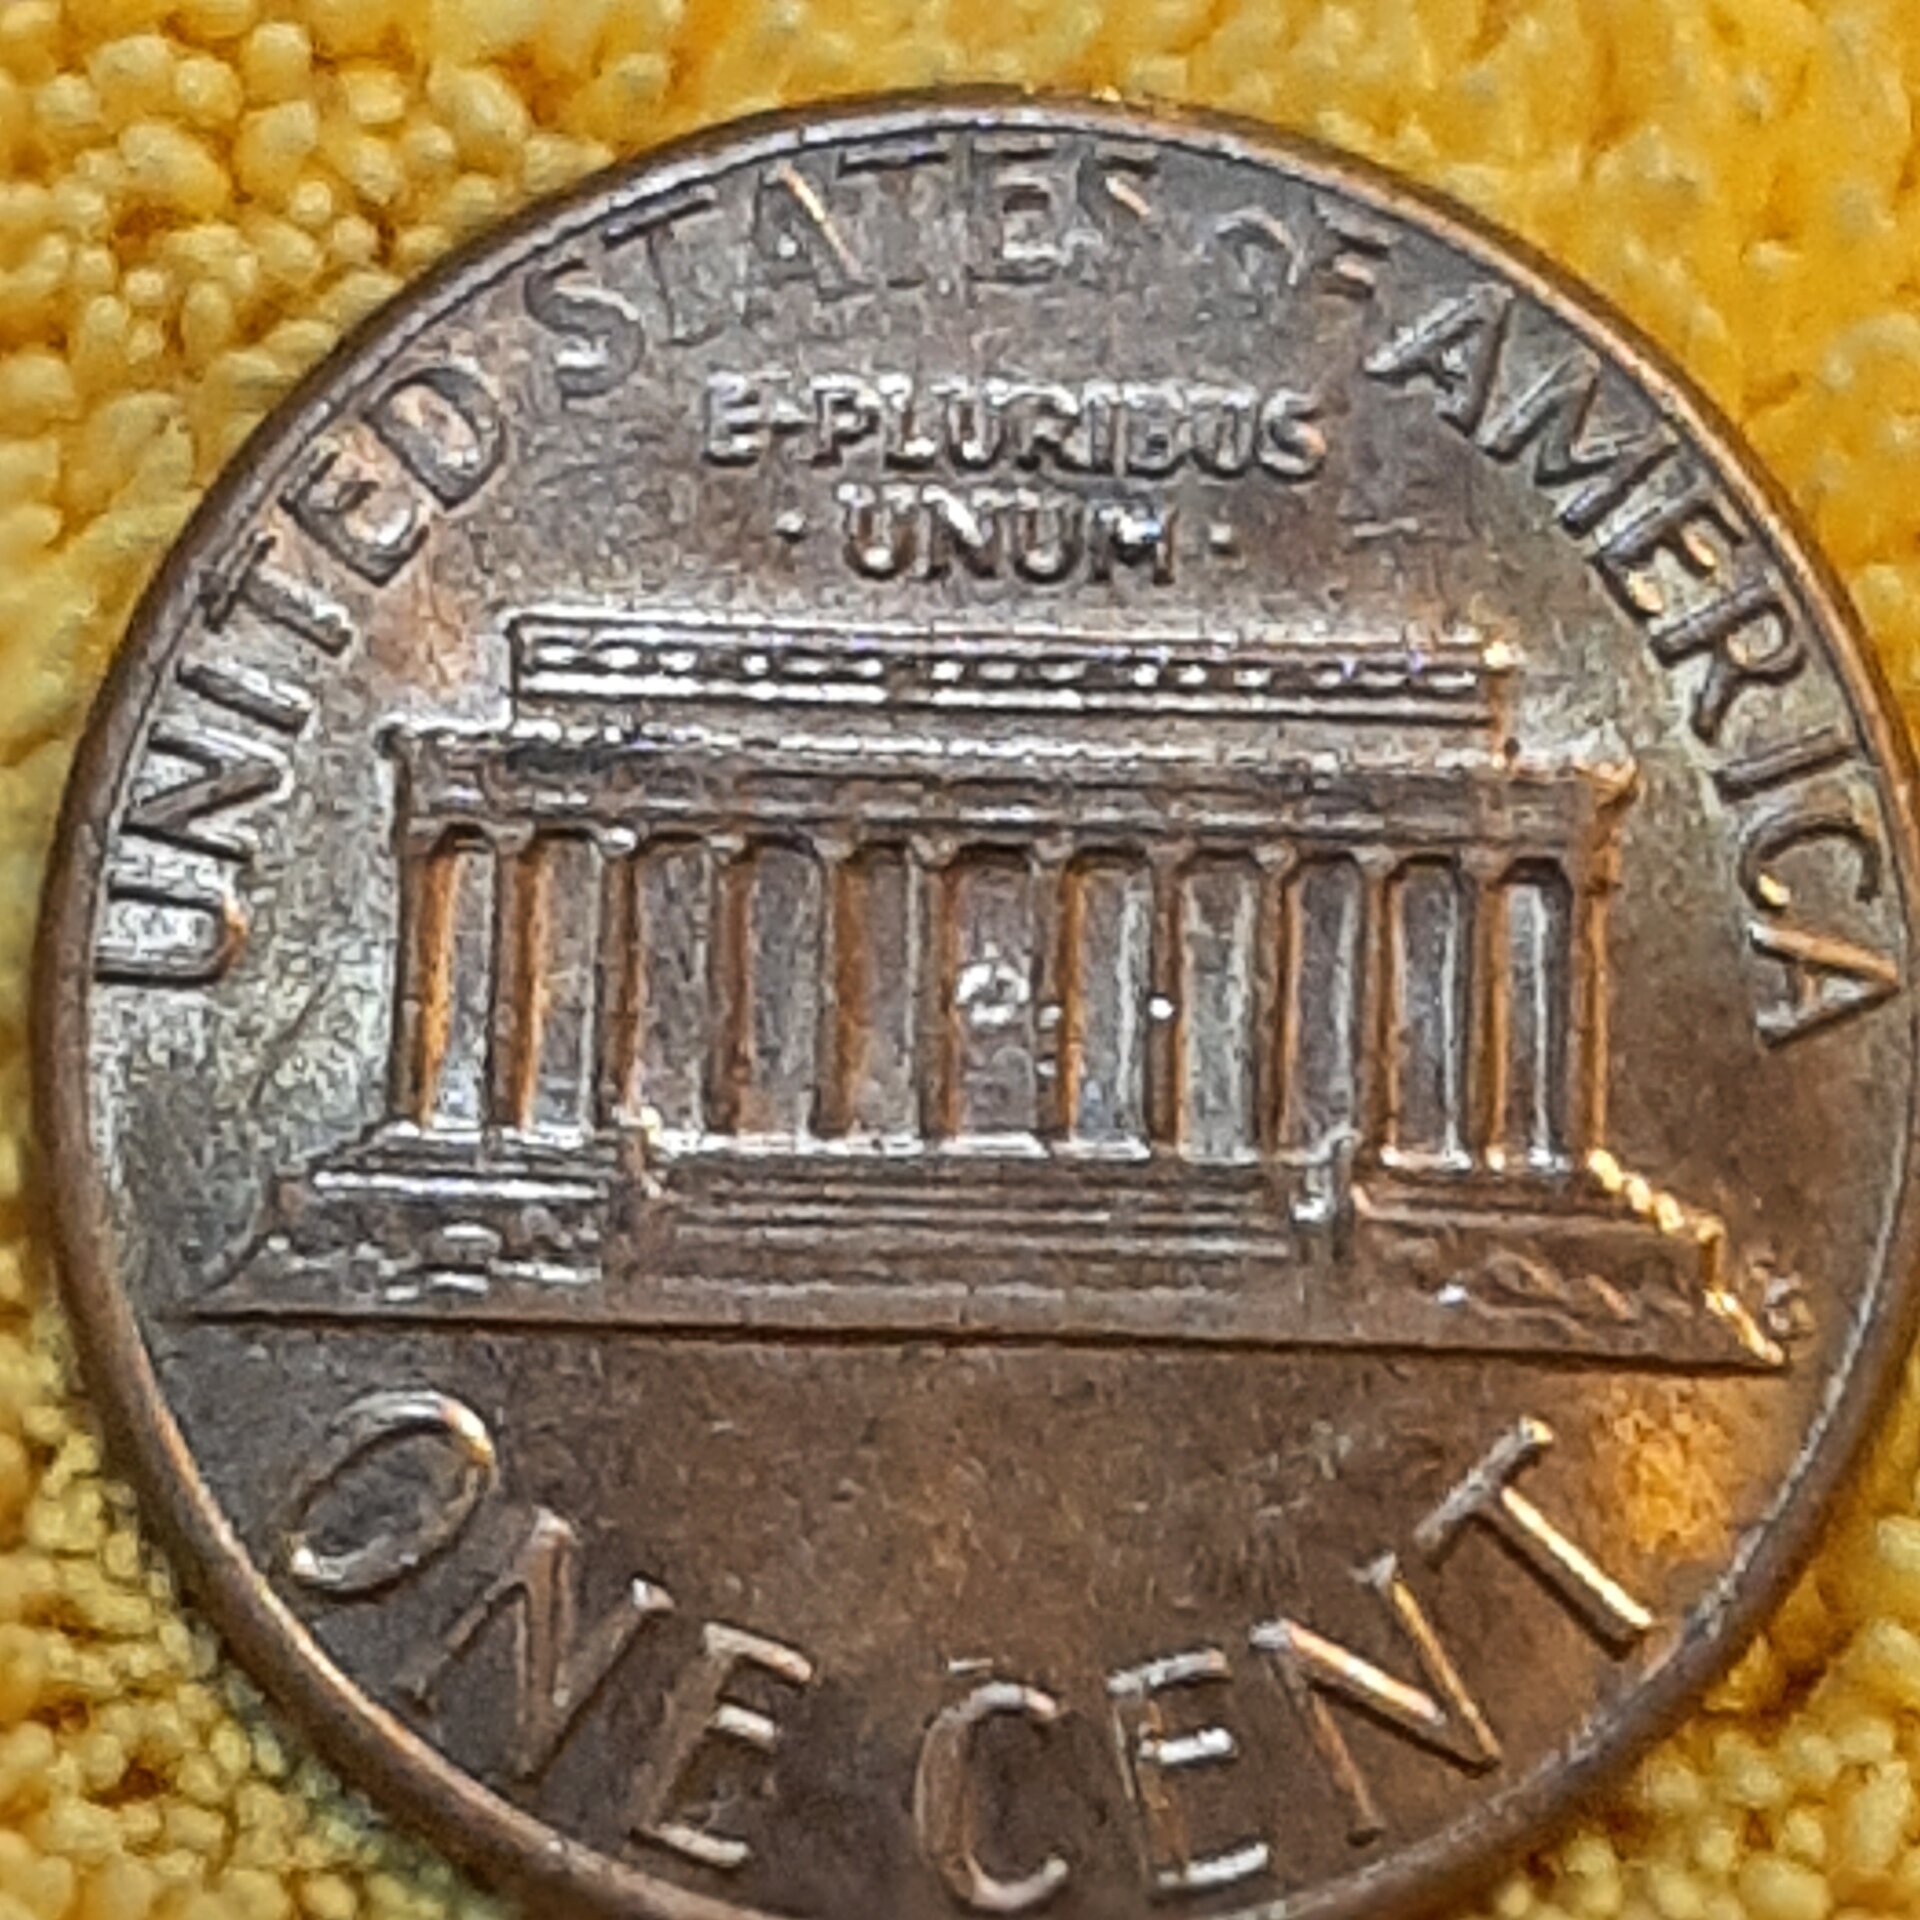 UNITED STATES OF AMERICA
E·PLURIBUS
· UNUM ·
ONE CENT